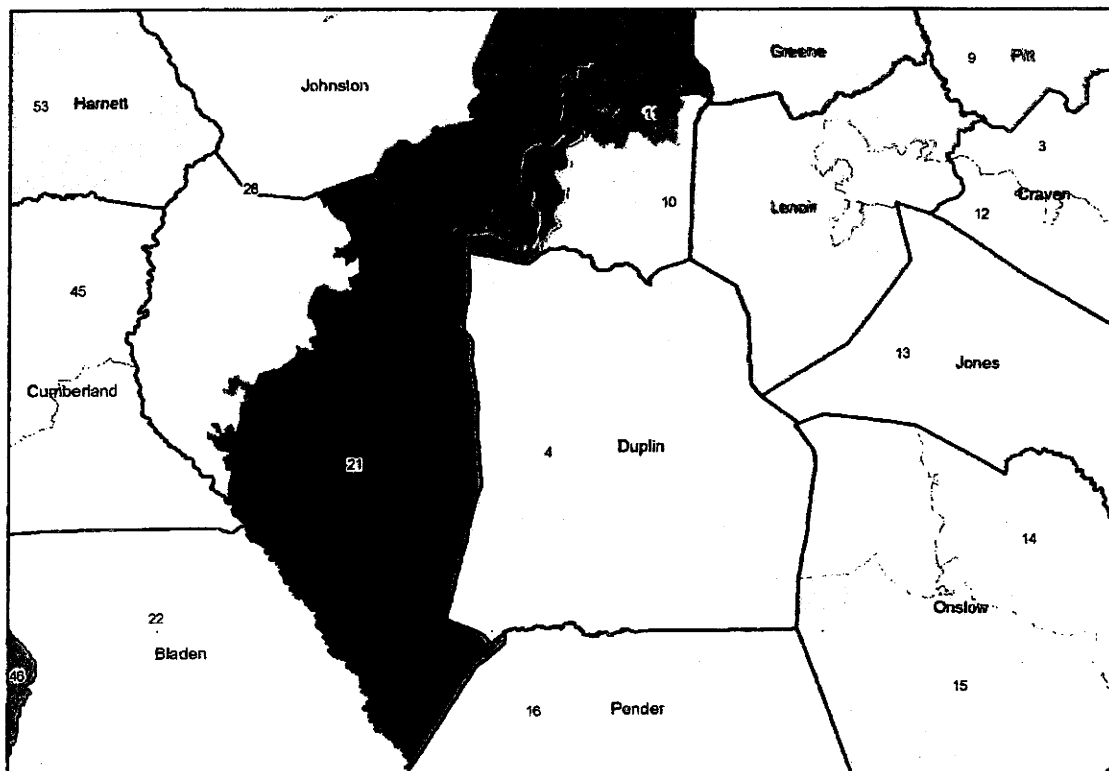 Greene
9
Pitt
Johnston
53
Harnett
11
3
28
10
Lenoir
12
Craven
45
13
Jones
Cumberland
21
4
Duplin
14
Onslow
22
Bladen
46
16
Pender
15